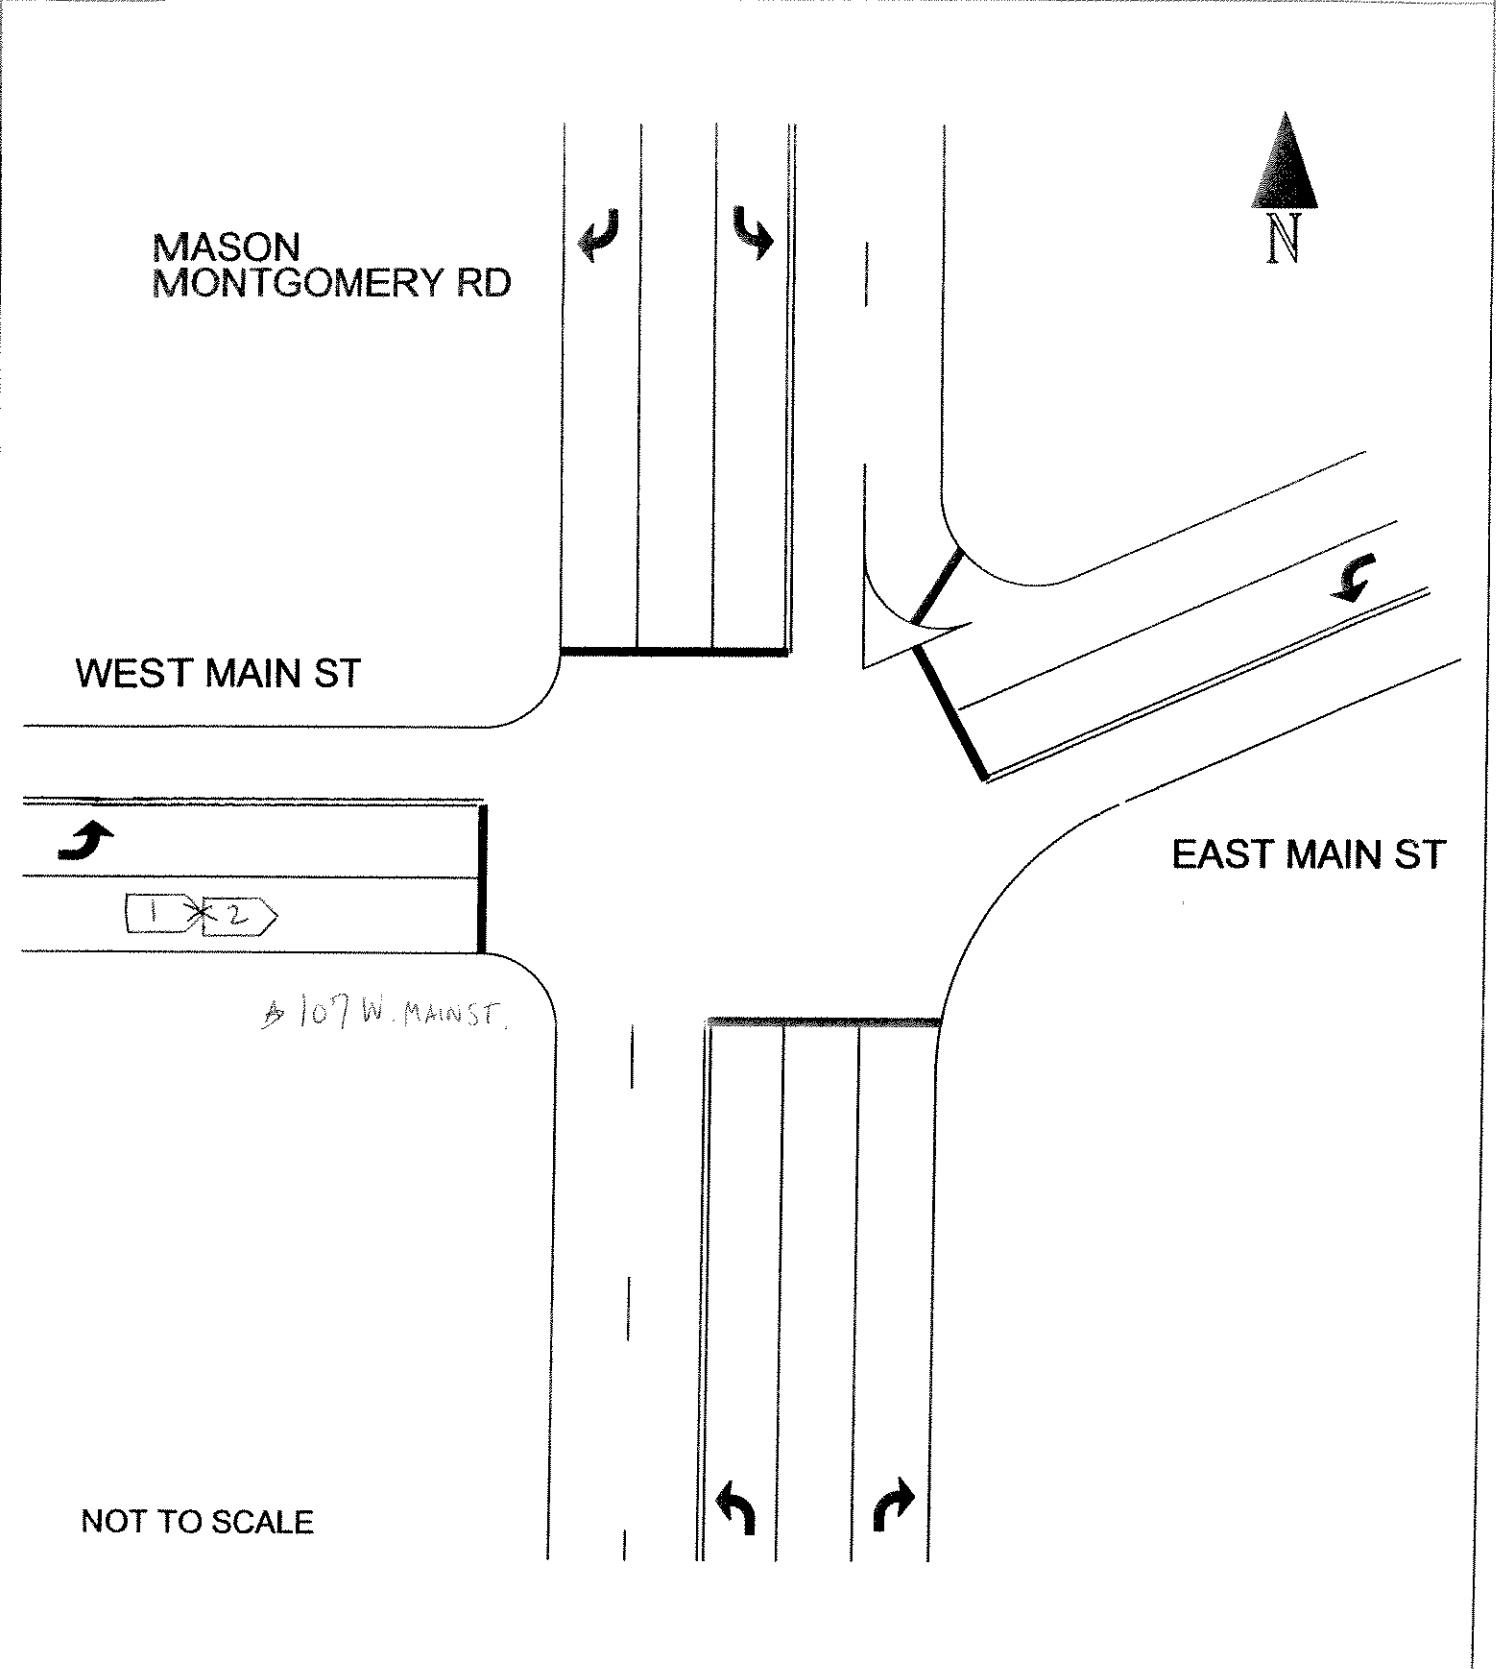 MASON
MONTGOMERY RD
N
WEST MAIN ST
EAST MAIN ST
1 2
107 W. MAIN ST.
NOT TO SCALE